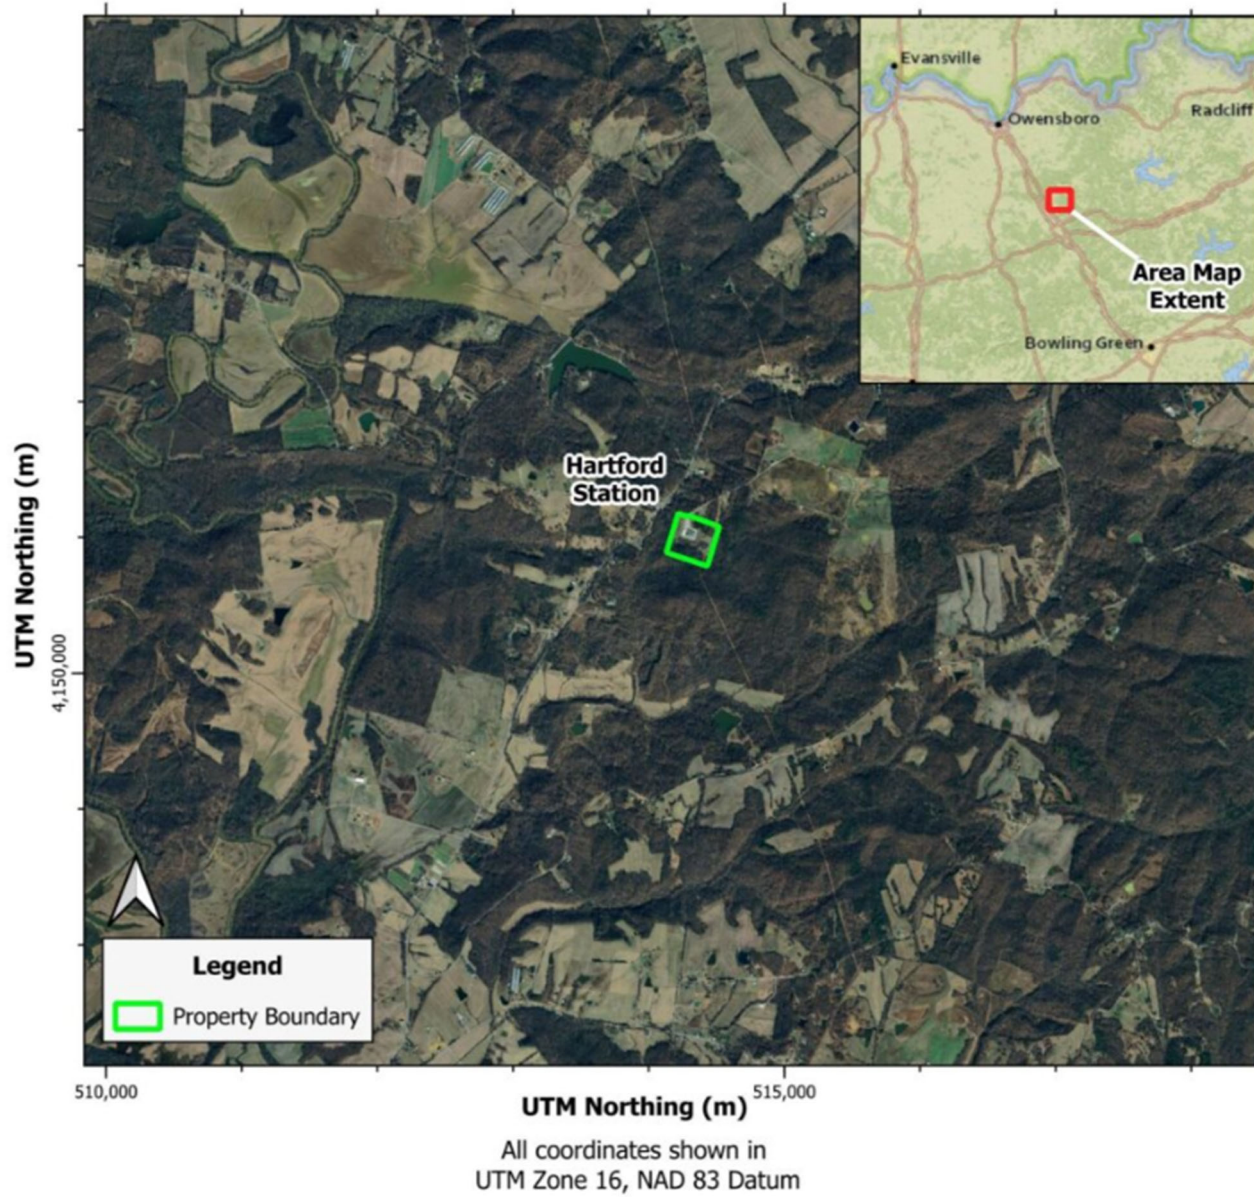 Evansville
Owensboro
Radcliff
Area Map
Extent
Bowling Green
Hartford
Station
UTM Northing (m)
4,150,000
Legend
Property Boundary
510,000
515,000
UTM Northing (m)
All coordinates shown in
UTM Zone 16, NAD 83 Datum